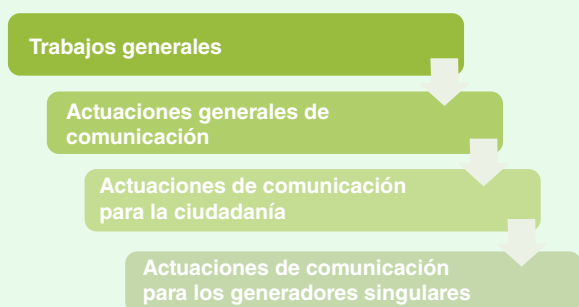 Trabajos generales
Actuaciones generales de
comunicación
Actuaciones de comunicación
para la ciudadanía
Actuaciones de comunicación
para los generadores singulares